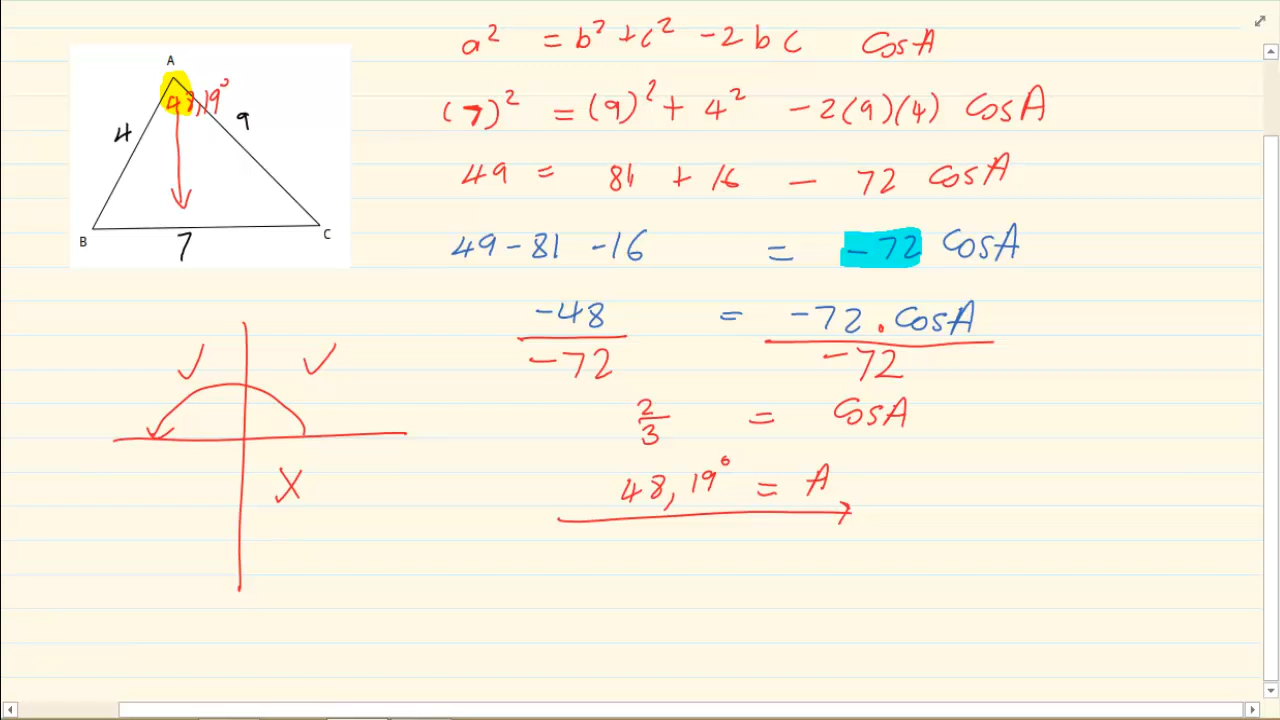 a² = b² + c² - 2bc CosA
(7)² = (9)² + 4² - 2(9)(4) CosA
49 = 81 + 16 - 72 CosA
49 - 81 - 16 = -72 CosA
-48 / -72 = -72 . CosA / -72
2/3 = CosA
48,19° = A
A
48,19°
4
9
B
7
C